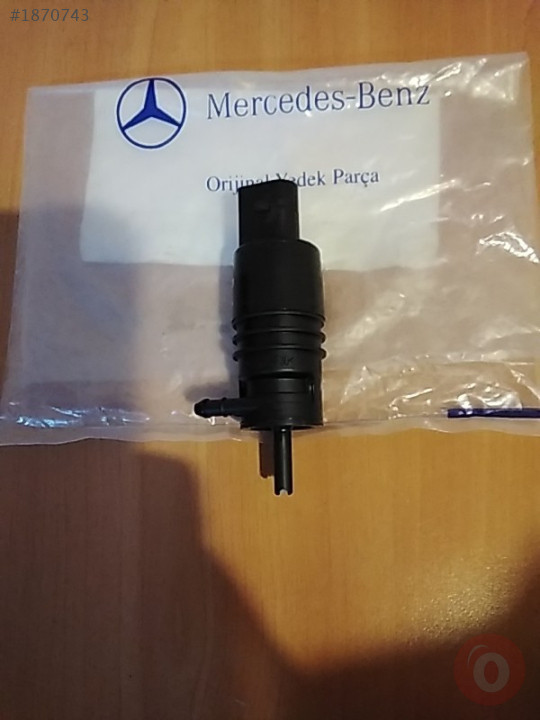 #1870743
Mercedes-Benz
Orijinal Yedek Parça